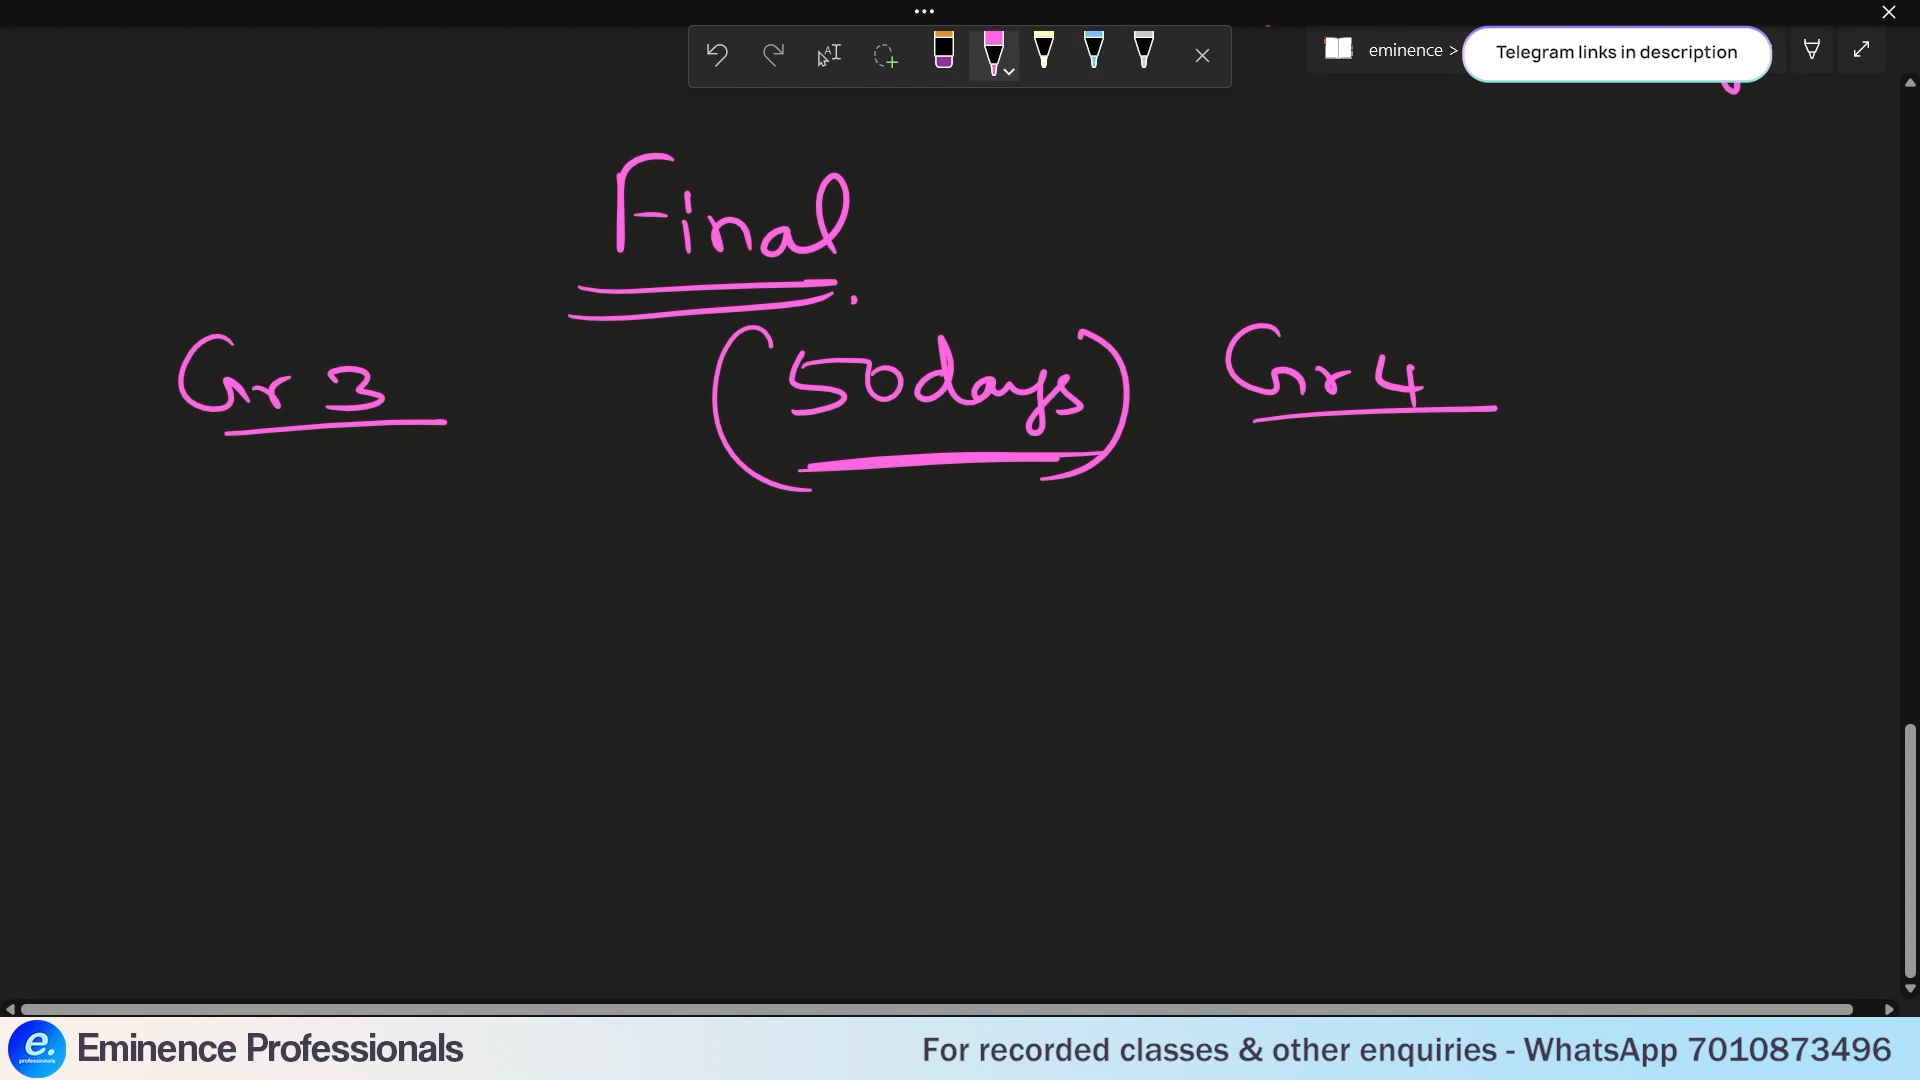 eminence >
Telegram links in description
Final
Gr 3 (50days) Gr 4
e.
professionals
Eminence Professionals
For recorded classes & other enquiries - WhatsApp 7010873496